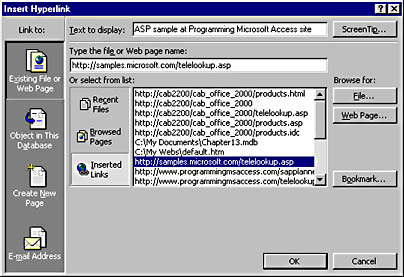 Insert Hyperlink
Link to:
Text to display: ASP sample at Programming Microsoft Access site
ScreenTip...
Type the file or Web page name:
http://samples.microsoft.com/telelookup.asp
Existing File or
Web Page
Or select from list:
Browse for:
Recent
Files
http://cab2200/cab_office_2000/products.html
http://cab2200/cab_office_2000
http://cab2200/cab_office_2000/telelookup.asp
http://cab2200/cab_office_2000/products.asp
http://cab2200/cab_office_2000/products.idc
C:\My Documents\Chapter13.mdb
C:\My Webs\default.htm
http://samples.microsoft.com/telelookup.asp
http://www.programmingmsaccess.com/sapplanne
http://www.programmingmsaccess.com/telelooku
File...
Web Page...
Object in This
Database
Browsed
Pages
Inserted
Links
Bookmark...
Create New
Page
E-mail Address
OK
Cancel